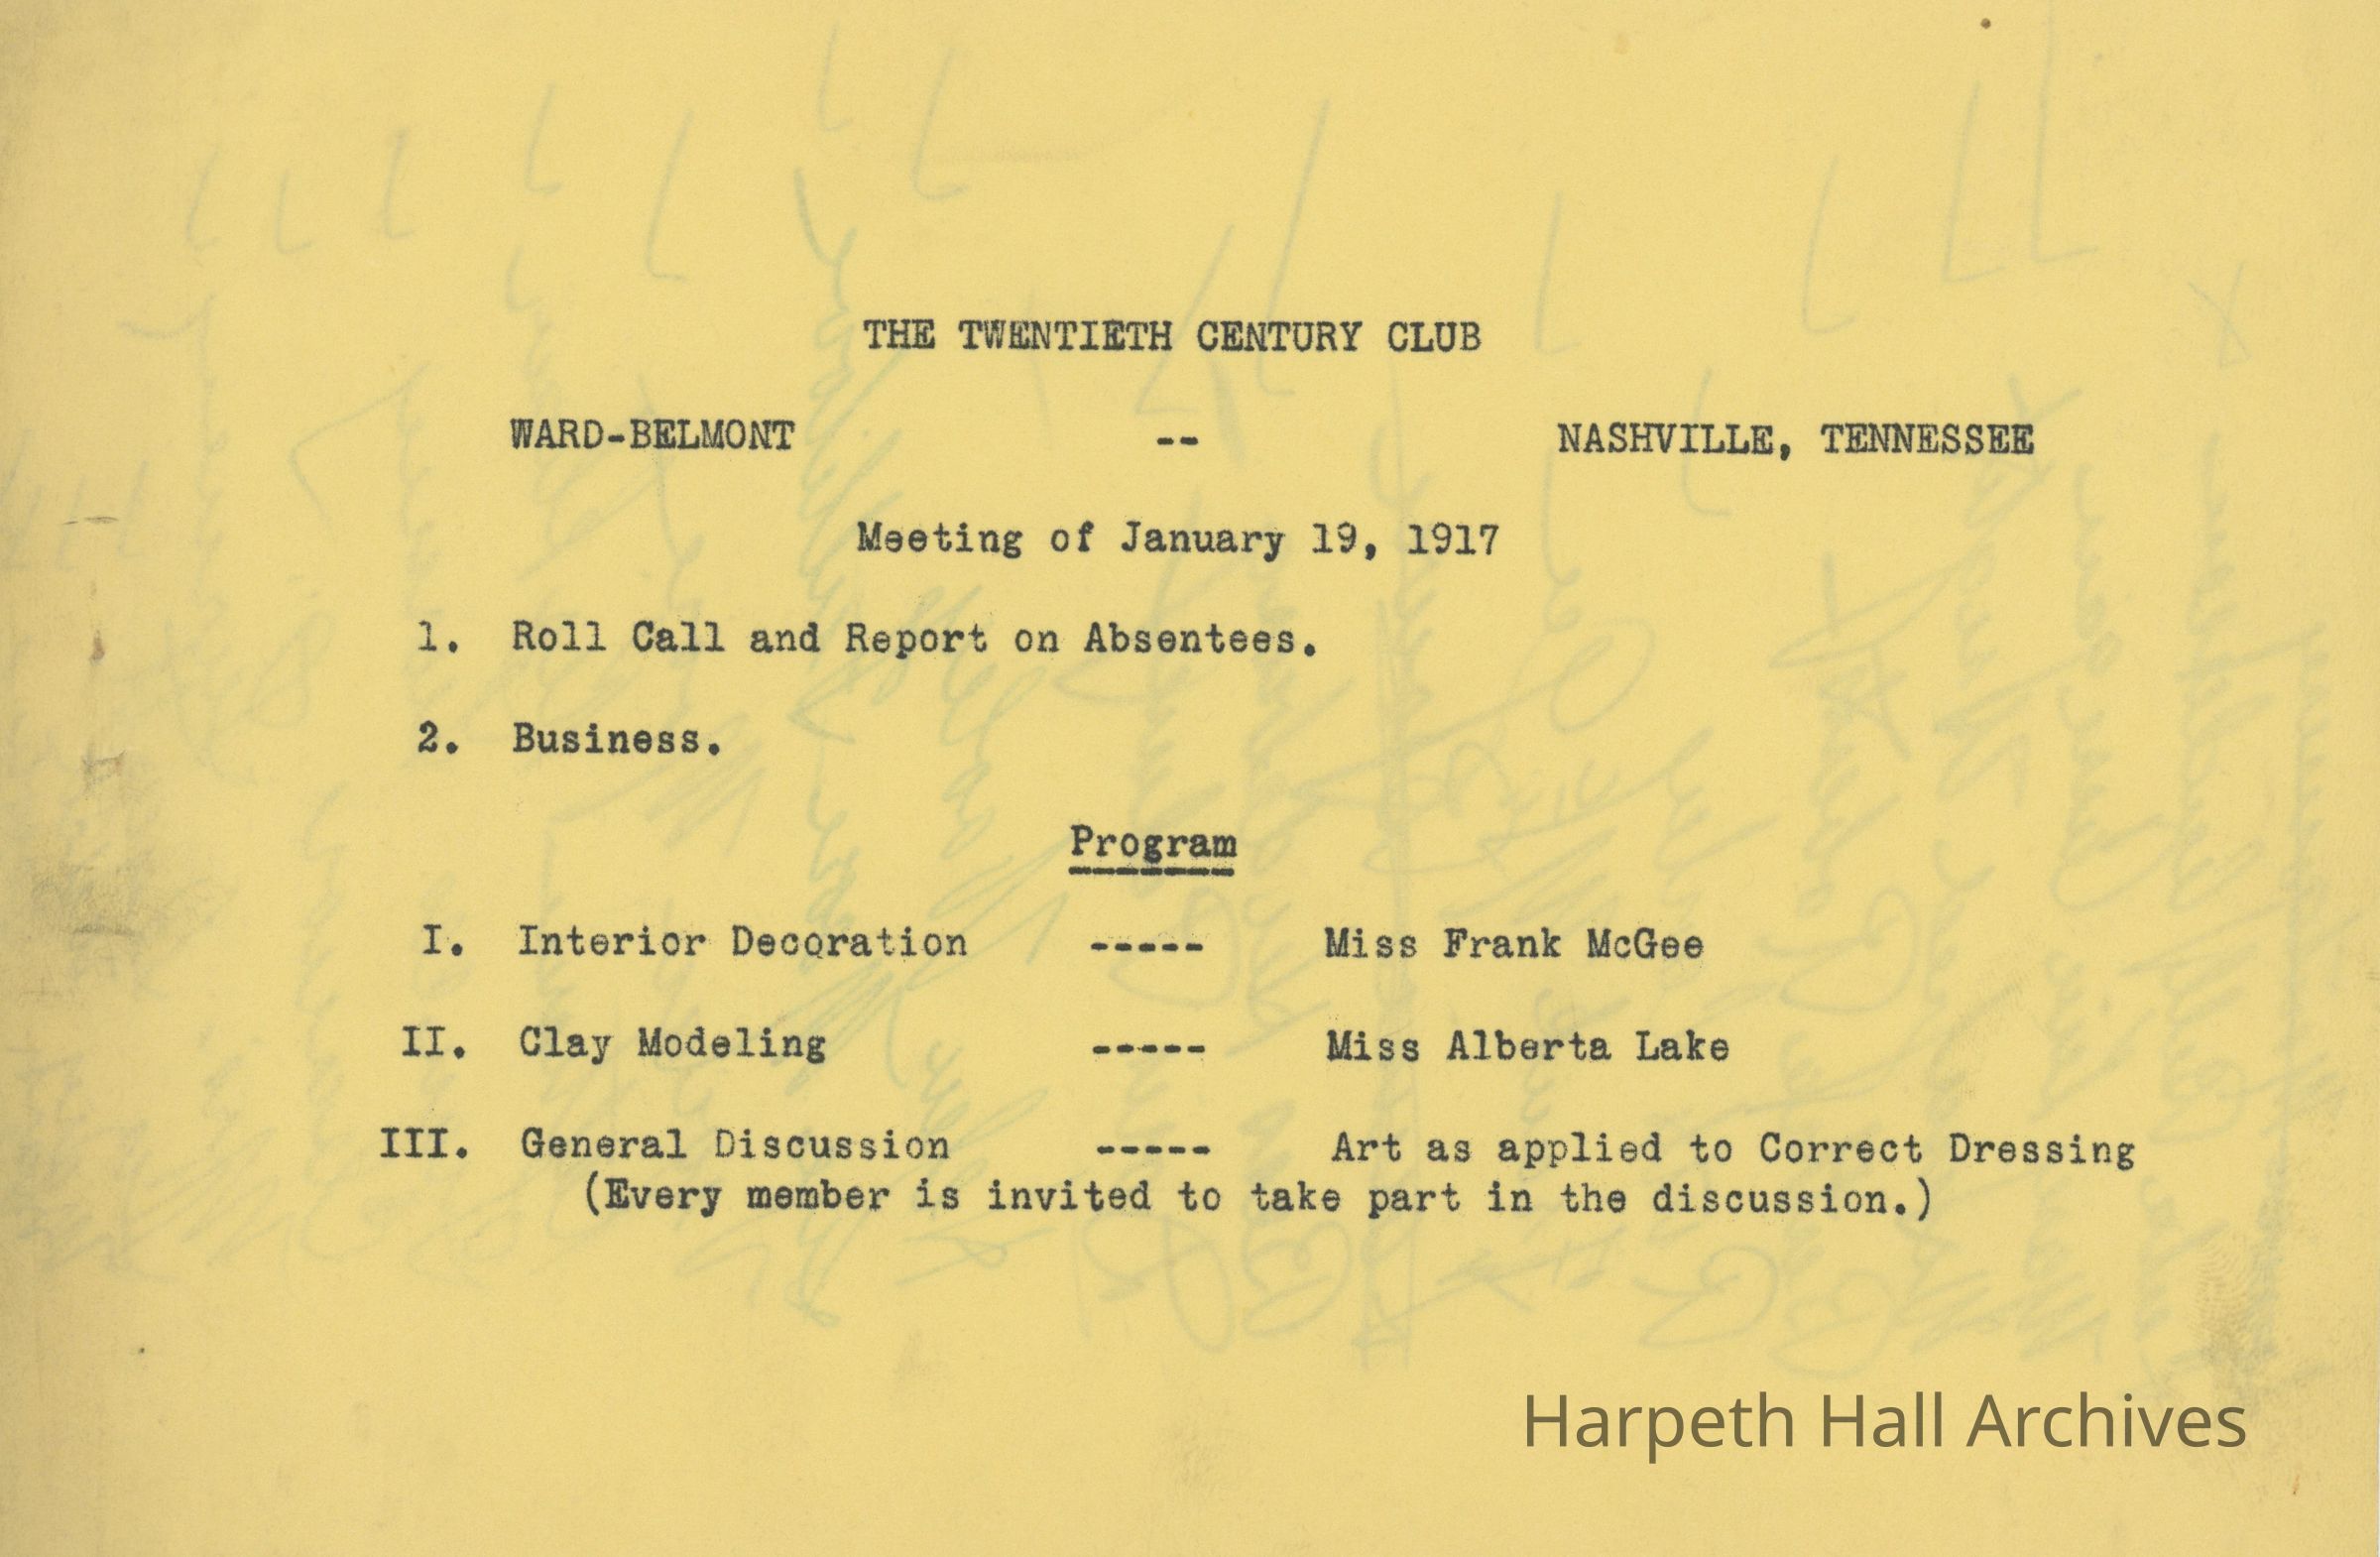 THE TWENTIETH CENTURY CLUB
WARD-BELMONT -- NASHVILLE, TENNESSEE
Meeting of January 19, 1917
1. Roll Call and Report on Absentees.
2. Business.
Program
I. Interior Decoration ----- Miss Frank McGee
II. Clay Modeling ----- Miss Alberta Lake
III. General Discussion ----- Art as applied to Correct Dressing
(Every member is invited to take part in the discussion.)
Harpeth Hall Archives